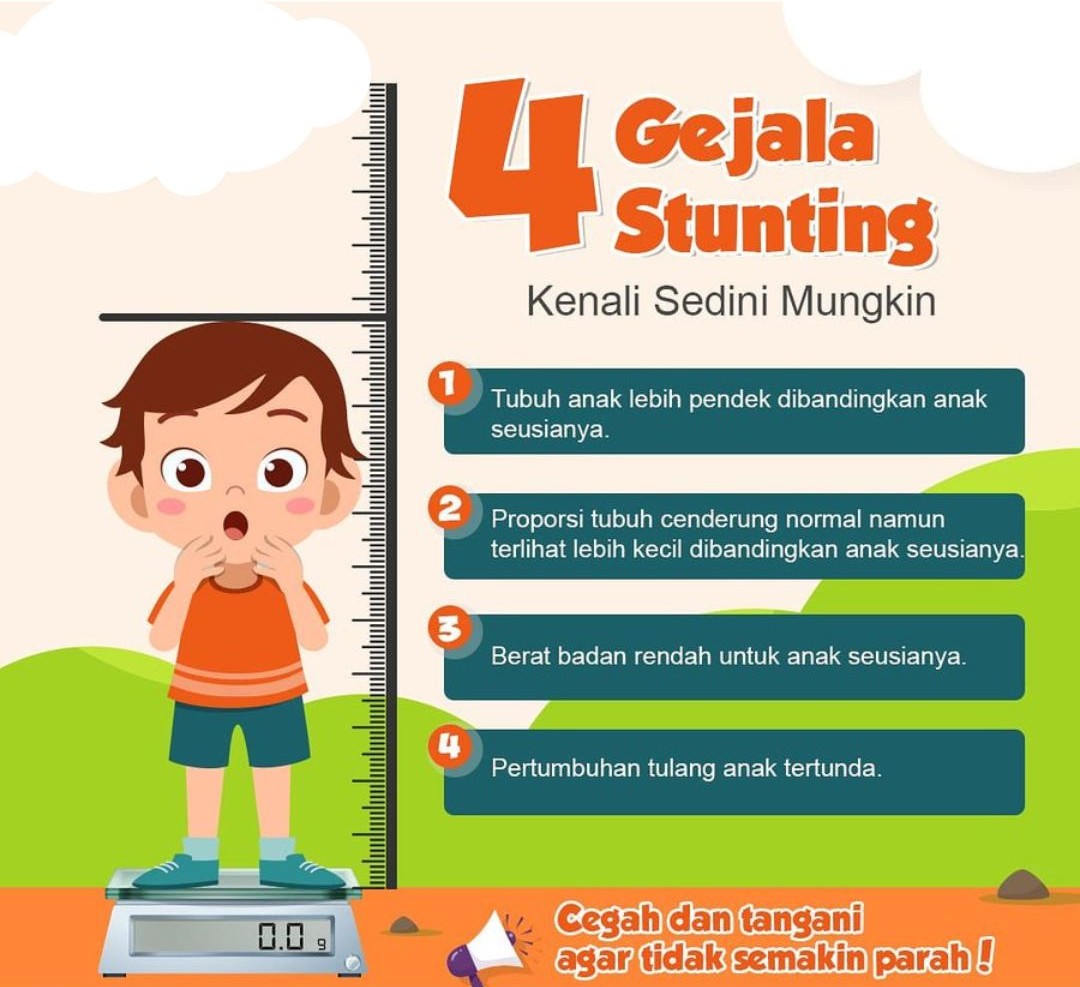 4 Gejala
Stunting
Kenali Sedini Mungkin
1
Tubuh anak lebih pendek dibandingkan anak
seusianya.
2
Proporsi tubuh cenderung normal namun
terlihat lebih kecil dibandingkan anak seusianya.
3
Berat badan rendah untuk anak seusianya.
4
Pertumbuhan tulang anak tertunda.
0.0 g
Cegah dan tangani
agar tidak semakin parah!